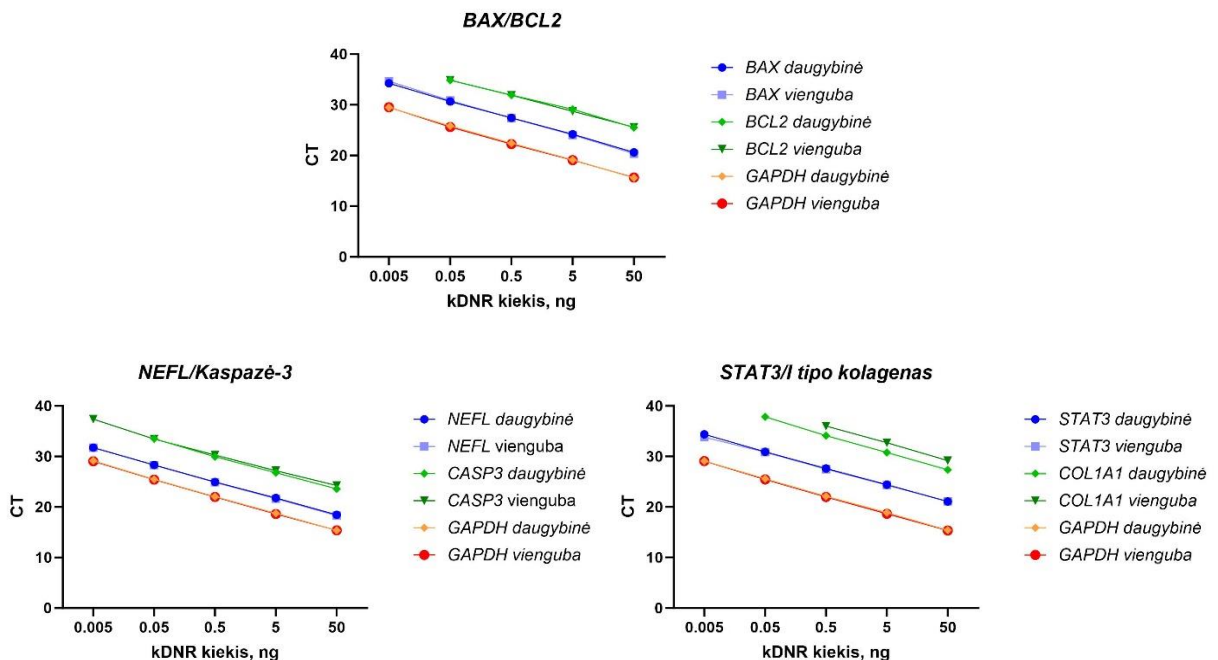 BAX/BCL2
40
30
20
10
0
CT
0.005 0.05 0.5 5 50
kDNR kiekis, ng
BAX daugybinė
BAX vienguba
BCL2 daugybinė
BCL2 vienguba
GAPDH daugybinė
GAPDH vienguba
NEFL/Kaspazė-3
40
30
20
10
0
CT
0.005 0.05 0.5 5 50
kDNR kiekis, ng
NEFL daugybinė
NEFL vienguba
CASP3 daugybinė
CASP3 vienguba
GAPDH daugybinė
GAPDH vienguba
STAT3/I tipo kolagenas
40
30
20
10
0
CT
0.005 0.05 0.5 5 50
kDNR kiekis, ng
STAT3 daugybinė
STAT3 vienguba
COL1A1 daugybinė
COL1A1 vienguba
GAPDH daugybinė
GAPDH vienguba